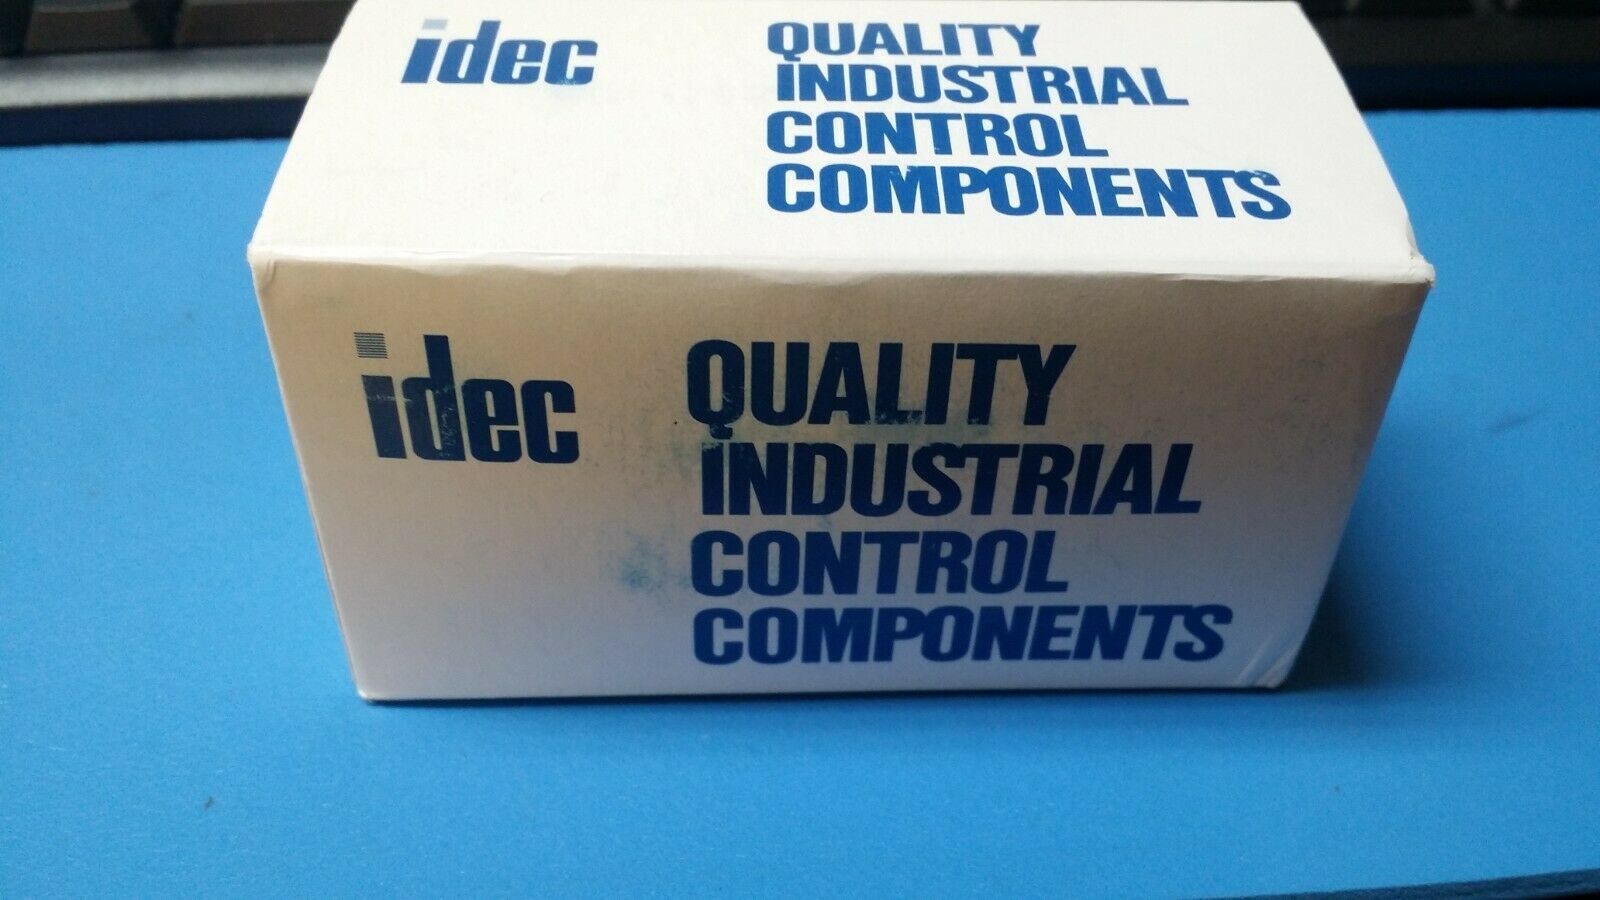 idec
QUALITY
INDUSTRIAL
CONTROL
COMPONENTS
idec
QUALITY
INDUSTRIAL
CONTROL
COMPONENTS